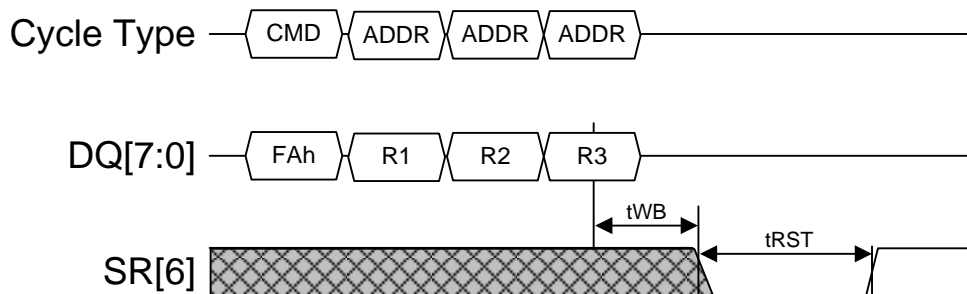 Cycle Type CMD ADDR ADDR ADDR
DQ[7:0] FAh R1 R2 R3
tWB
tRST
SR[6]